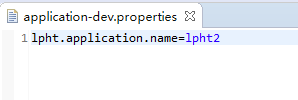 application-dev.properties
1 lpht.application.name=lpht2